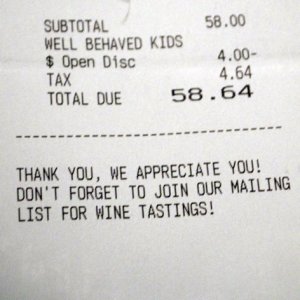 SUBTOTAL 58.00
WELL BEHAVED KIDS
$ Open Disc 4.00-
TAX 4.64
TOTAL DUE 58.64
THANK YOU, WE APPRECIATE YOU!
DON'T FORGET TO JOIN OUR MAILING
LIST FOR WINE TASTINGS!